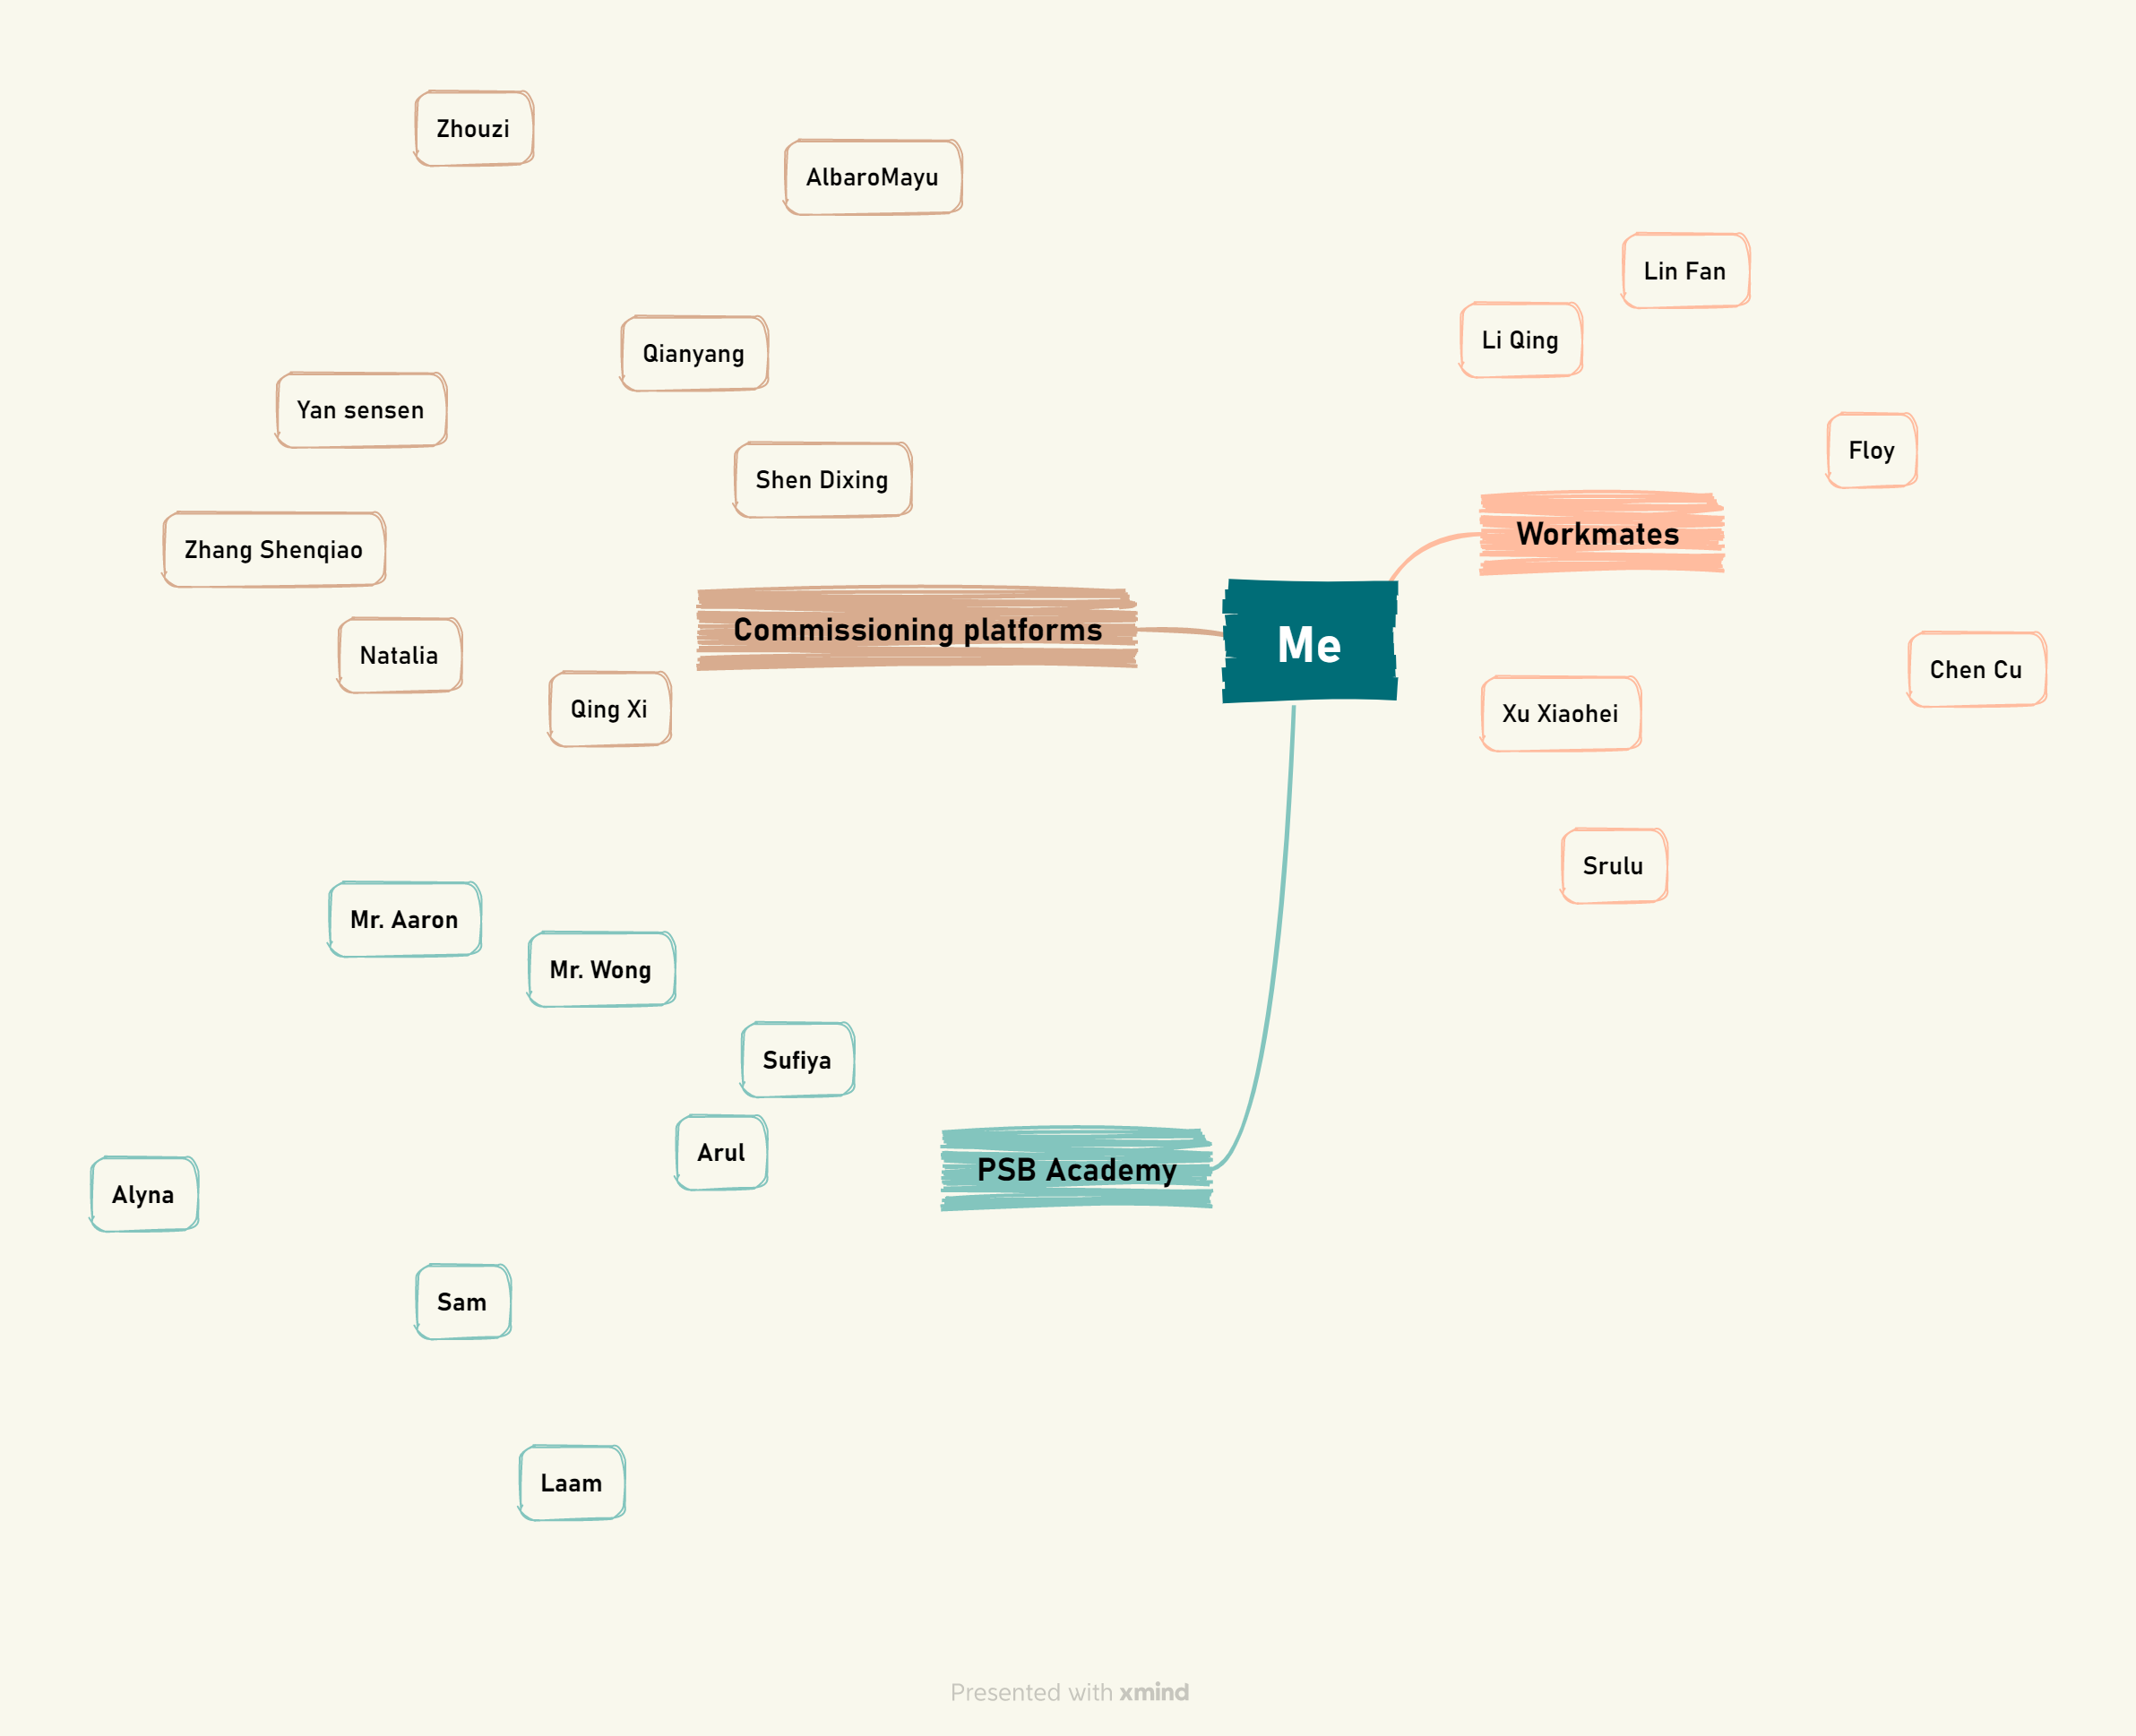 Zhouzi
AlbaroMayu
Lin Fan
Li Qing
Qianyang
Yan sensen
Floy
Shen Dixing
Workmates
Zhang Shenqiao
Commissioning platforms
Me
Natalia
Chen Cu
Qing Xi
Xu Xiaohei
Srulu
Mr. Aaron
Mr. Wong
Sufiya
Arul
PSB Academy
Alyna
Sam
Laam
Presented with xmind